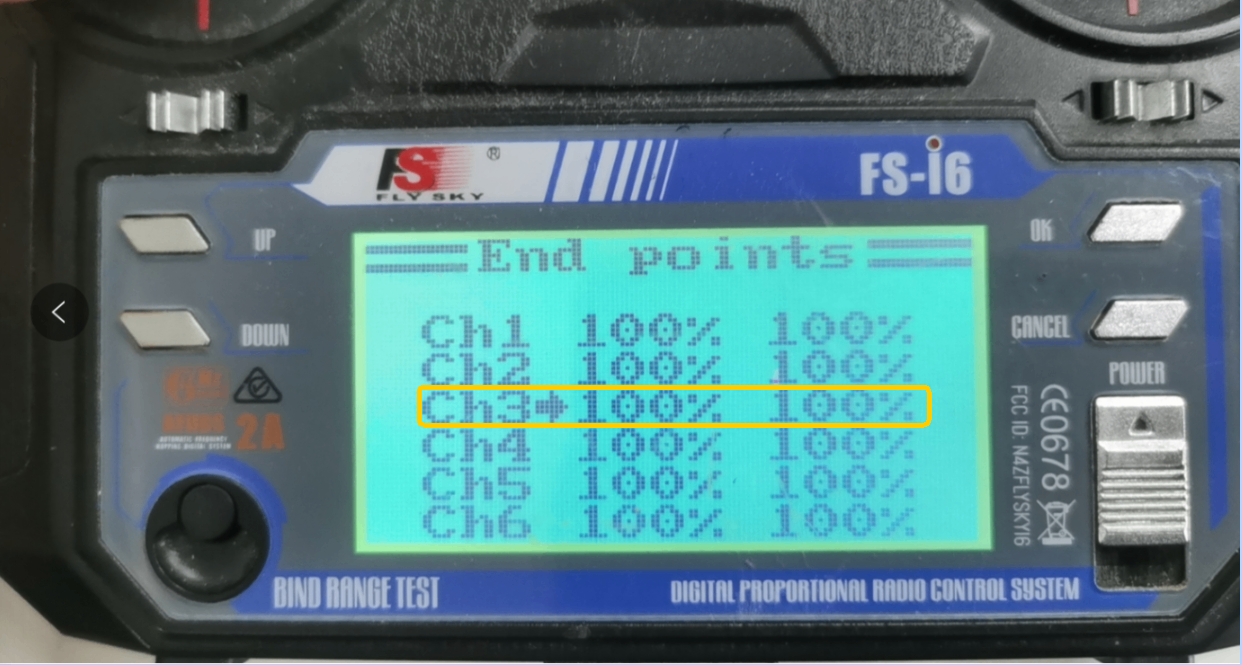 FS ®
FLY SKY
FS-i6
UP
OK
DOWN
CANCEL
End points
Ch1 100% 100%
Ch2 100% 100%
Ch3 100% 100%
Ch4 100% 100%
Ch5 100% 100%
Ch6 100% 100%
POWER
2A
CE0678
FCC ID: N4ZFLYSKYI6
BIND RANGE TEST
DIGITAL PROPORTIONAL RADIO CONTROL SYSTEM